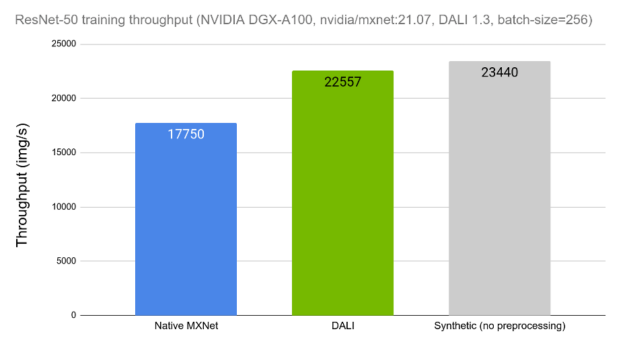 ResNet-50 training throughput (NVIDIA DGX-A100, nvidia/mxnet:21.07, DALI 1.3, batch-size=256)
Throughput (img/s)
25000
20000
15000
10000
5000
0
17750
22557
23440
Native MXNet
DALI
Synthetic (no preprocessing)